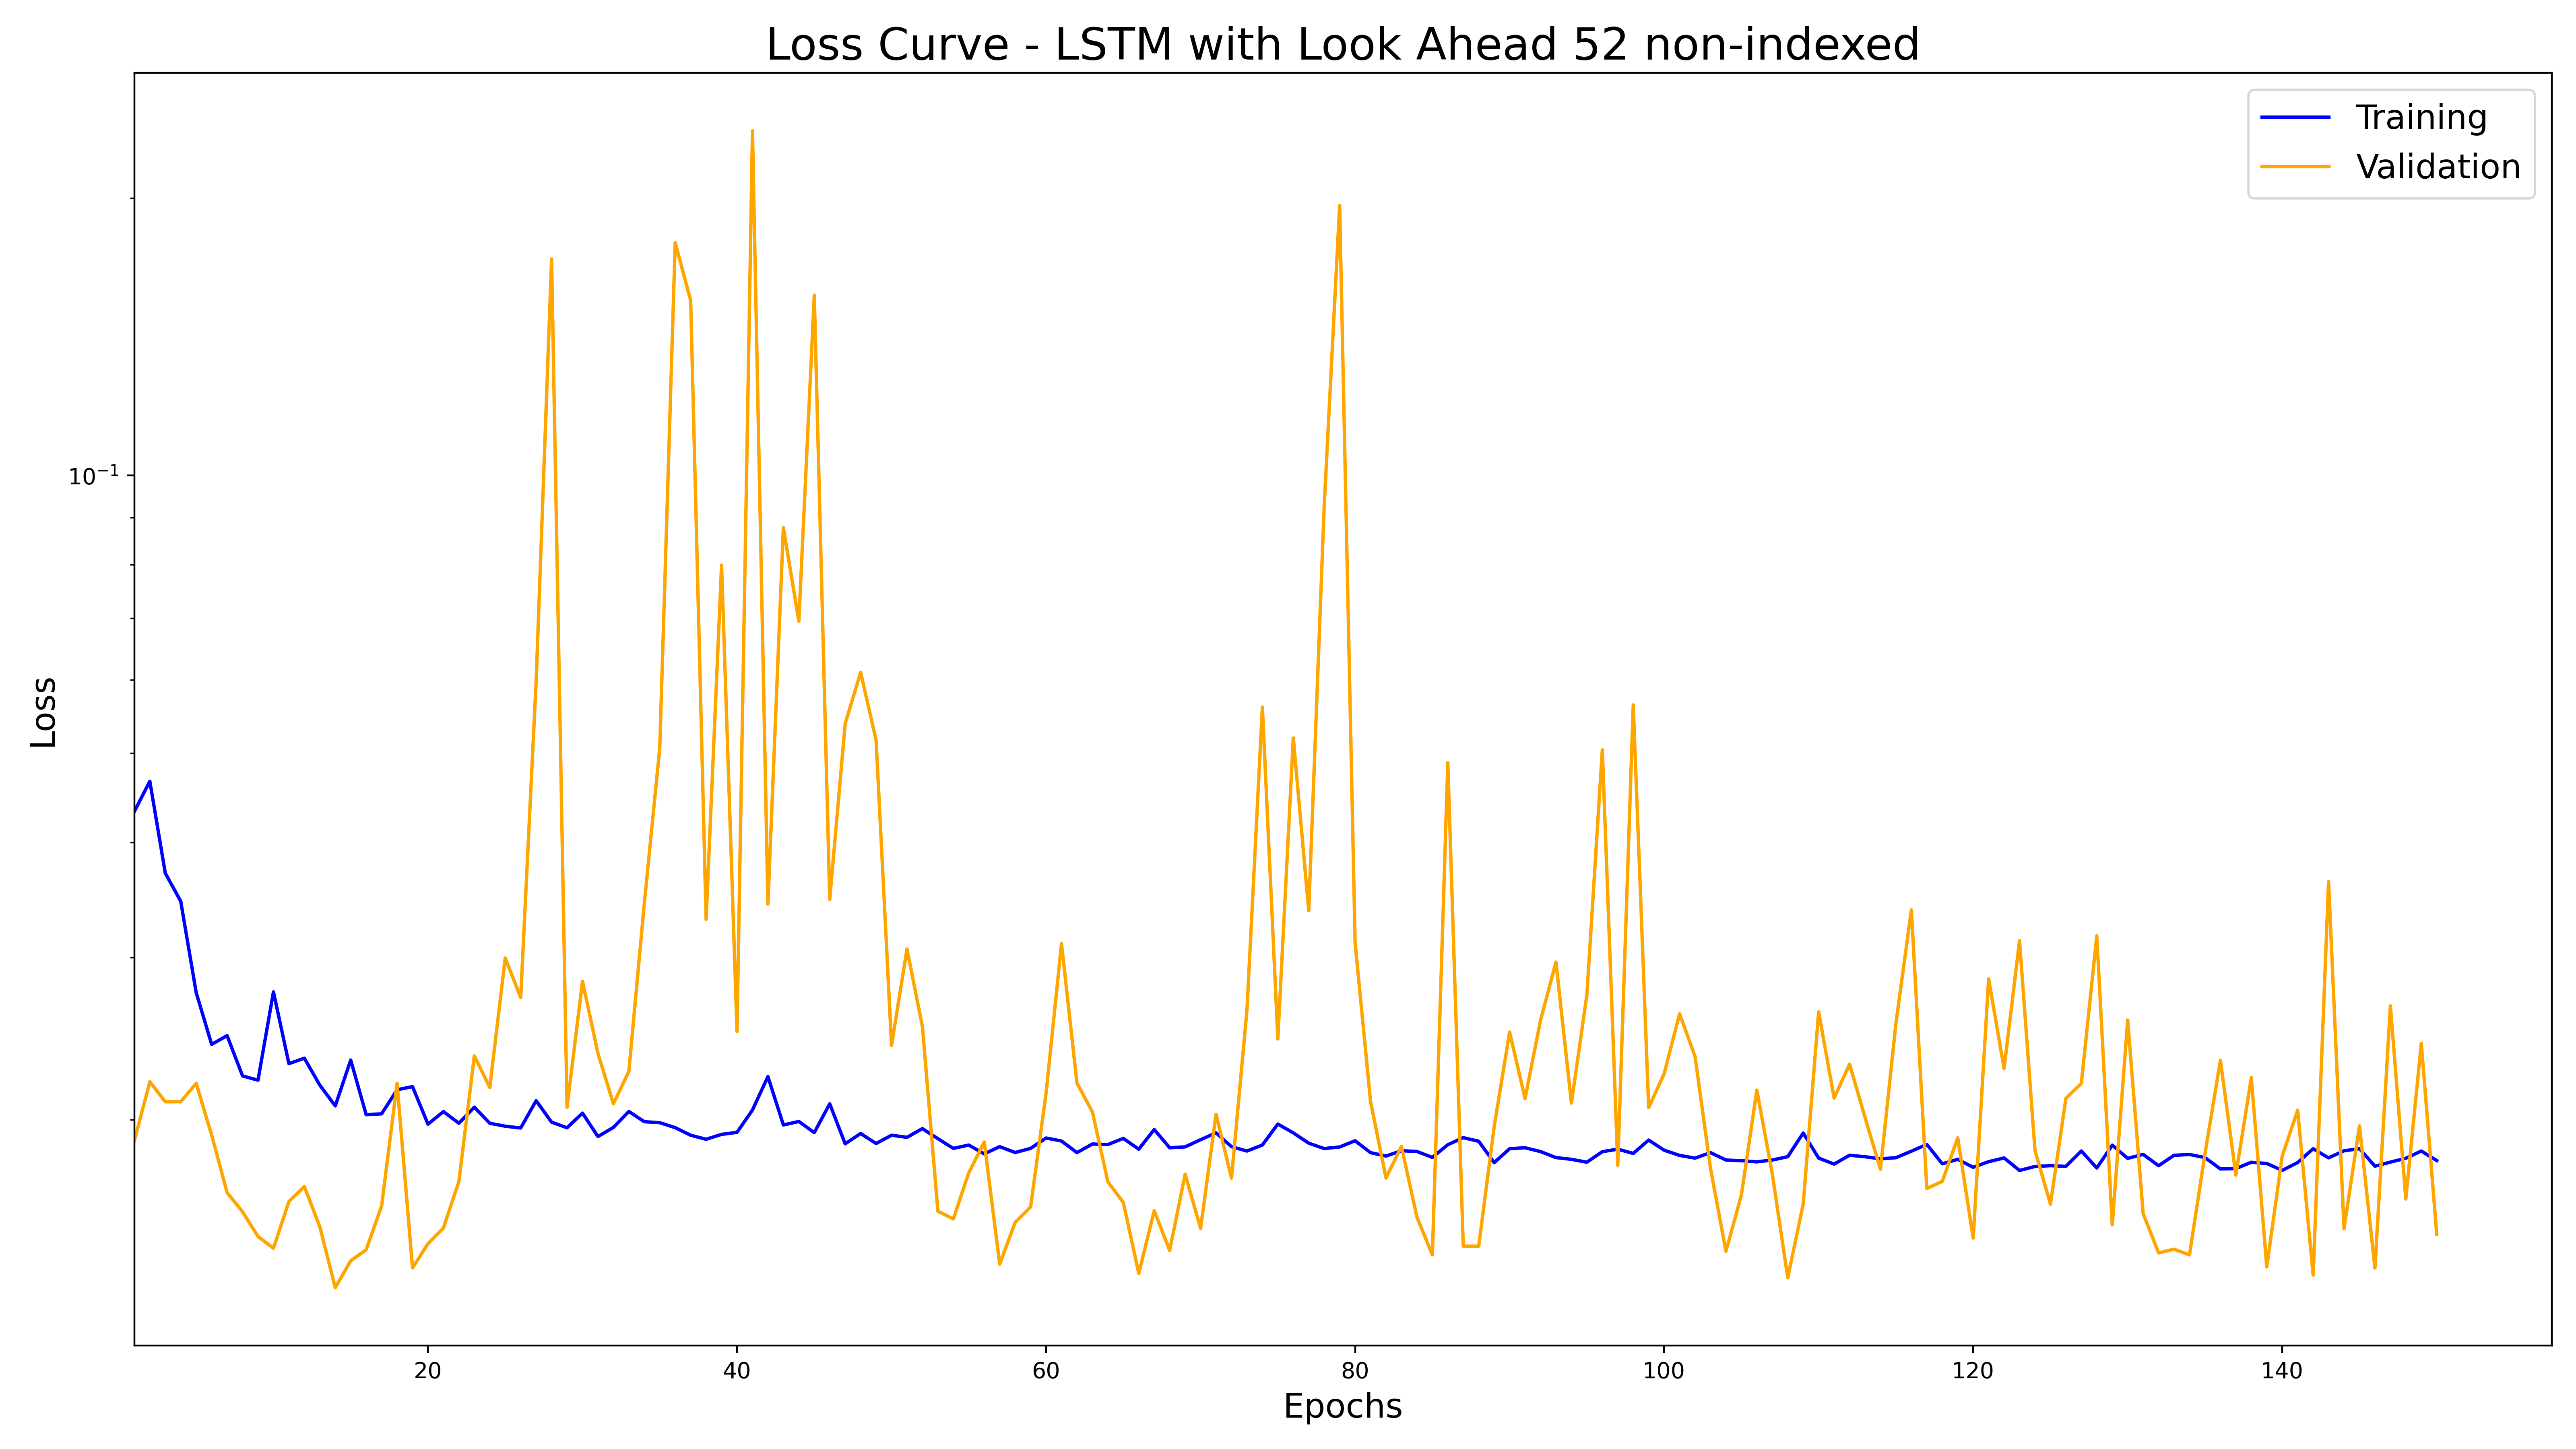 Loss Curve - LSTM with Look Ahead 52 non-indexed
Training
Validation
10⁻¹
Loss
20 40 60 80 100 120 140
Epochs